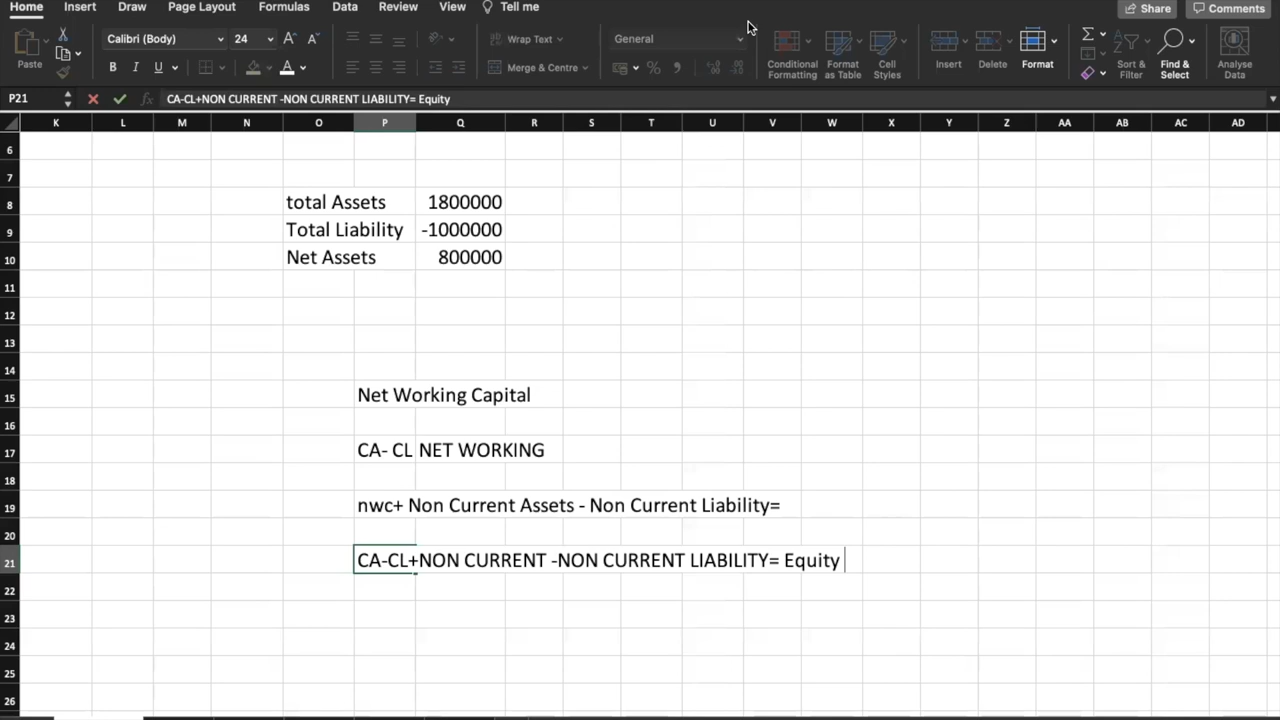 Home Insert Draw Page Layout Formulas Data Review View Tell me Share Comments
Calibri (Body) 24 A A Wrap Text General
Paste B I U A Merge & Centre % Conditional Formatting Format as Table Cell Styles Insert Delete Format Sort & Filter Find & Select Analyse Data
P21 fx CA-CL+NON CURRENT -NON CURRENT LIABILITY= Equity
K L M N O P Q R S T U V W X Y Z AA AB AC AD
6
7
8 total Assets 1800000
9 Total Liability -1000000
10 Net Assets 800000
11
12
13
14
15 Net Working Capital
16
17 CA- CL NET WORKING
18
19 nwc+ Non Current Assets - Non Current Liability=
20
21 CA-CL+NON CURRENT -NON CURRENT LIABILITY= Equity
22
23
24
25
26